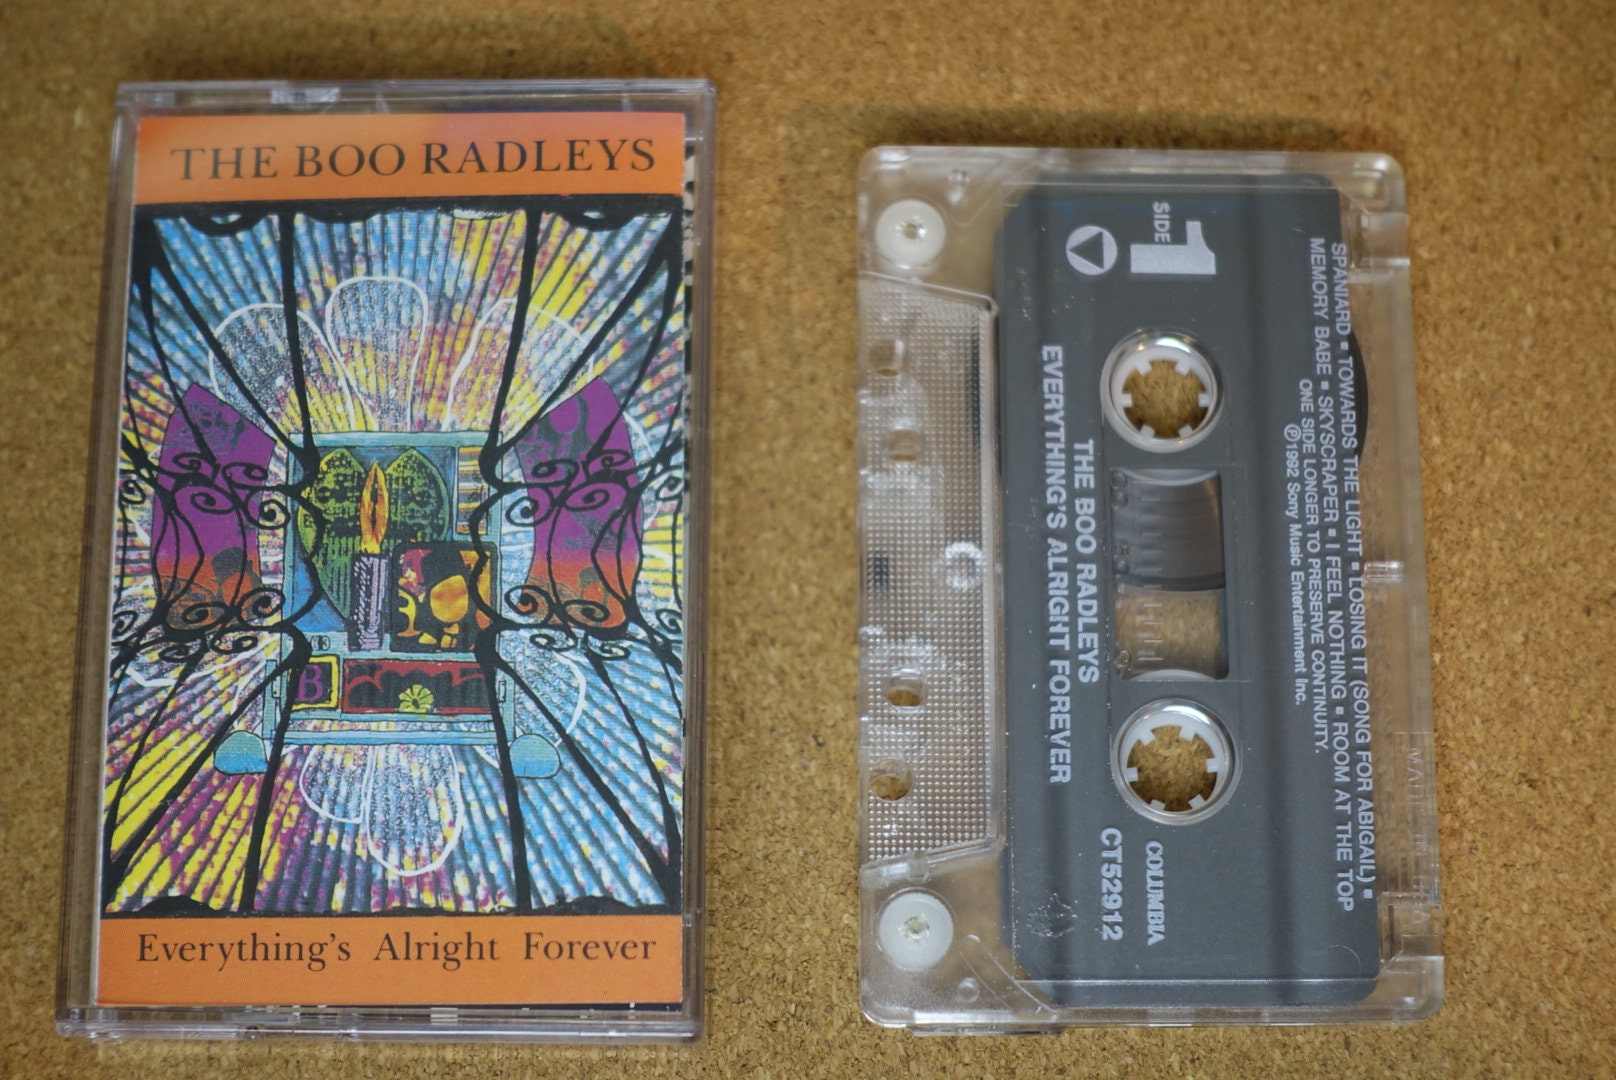 THE BOO RADLEYS
B
Everything's Alright Forever
SIDE 1
SPANIARD ▪ TOWARDS THE LIGHT ▪ LOSING IT (SONG FOR ABIGAIL) ▪
MEMORY BABE ▪ SKYSCRAPER ▪ I FEEL NOTHING ▪ ROOM AT THE TOP
ONE SIDE LONGER TO PRESERVE CONTINUITY.
℗1992 Sony Music Entertainment Inc.
THE BOO RADLEYS
EVERYTHING'S ALRIGHT FOREVER
COLUMBIA
CT52912